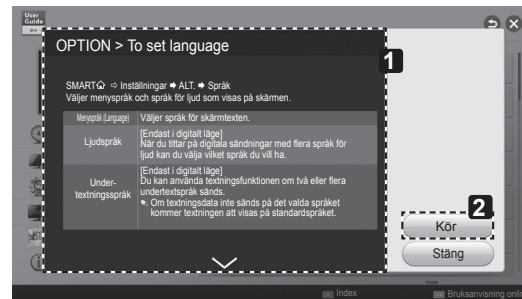 User
Guide
OPTION > To set language
1
SMART ⇨ Inställningar ➡ ALT. ➡ Språk
Väljer menyspråk och språk för ljud som visas på skärmen.
Menyspråk (Language) Väljer språk för skärmtexten.
Ljudspråk
[Endast i digitalt läge]
När du tittar på digitala sändningar med flera språk för
ljud kan du välja vilket språk du vill ha.
Under-
textningsspråk
[Endast i digitalt läge]
Du kan använda textningsfunktionen om två eller flera
undertextspråk sänds.
Om textningsdata inte sänds på det valda språket
kommer textningen att visas på standardspråket.
2
Kör
Stäng
more
Index
Bruksanvisning onli